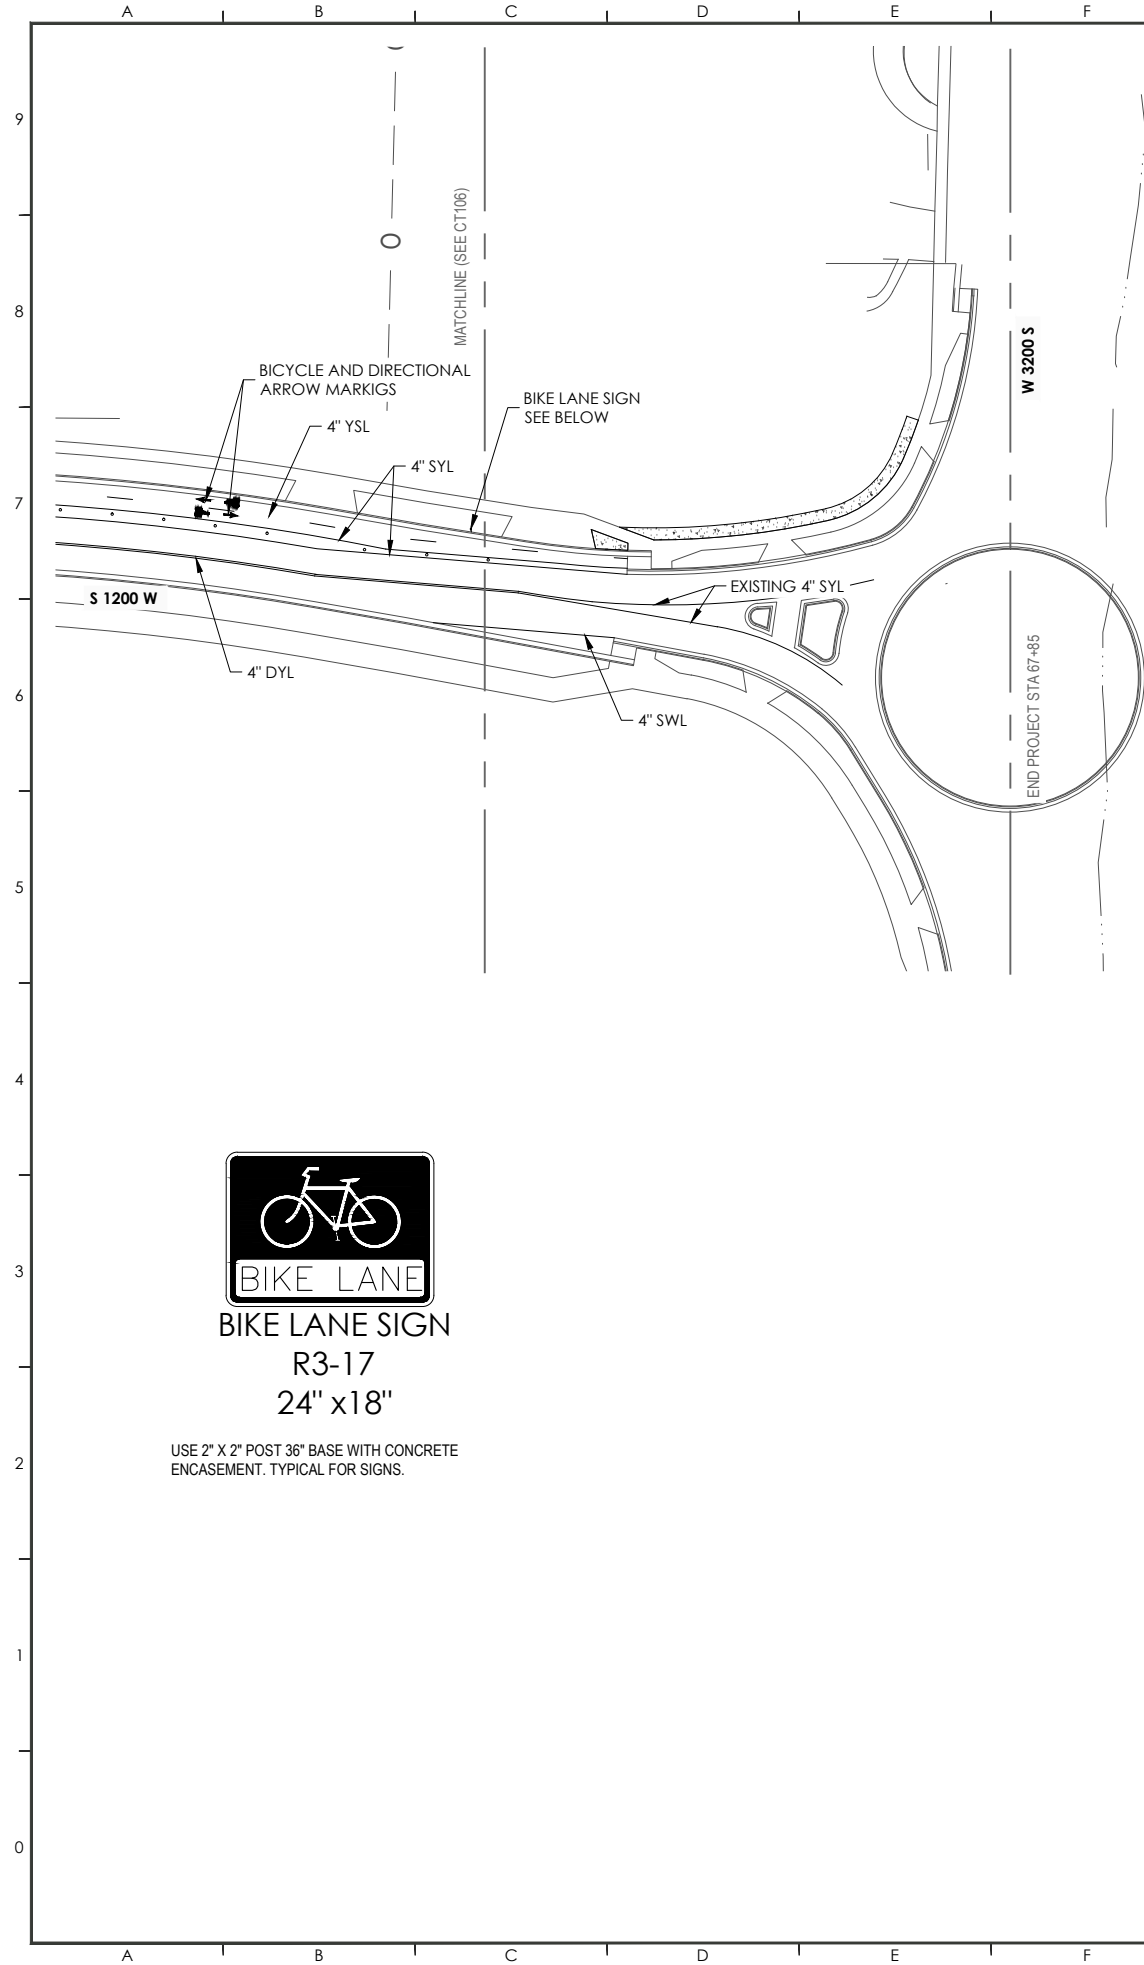 A B C D E F
9
8
7
6
5
4
3
2
1
0
MATCHLINE (SEE CT106)
W 3200 S
BICYCLE AND DIRECTIONAL
ARROW MARKIGS
BIKE LANE SIGN
SEE BELOW
4" YSL
4" SYL
EXISTING 4" SYL
S 1200 W
4" DYL
4" SWL
END PROJECT STA 67+85
BIKE LANE
BIKE LANE SIGN
R3-17
24" x18"
USE 2" X 2" POST 36" BASE WITH CONCRETE
ENCASEMENT. TYPICAL FOR SIGNS.
A B C D E F